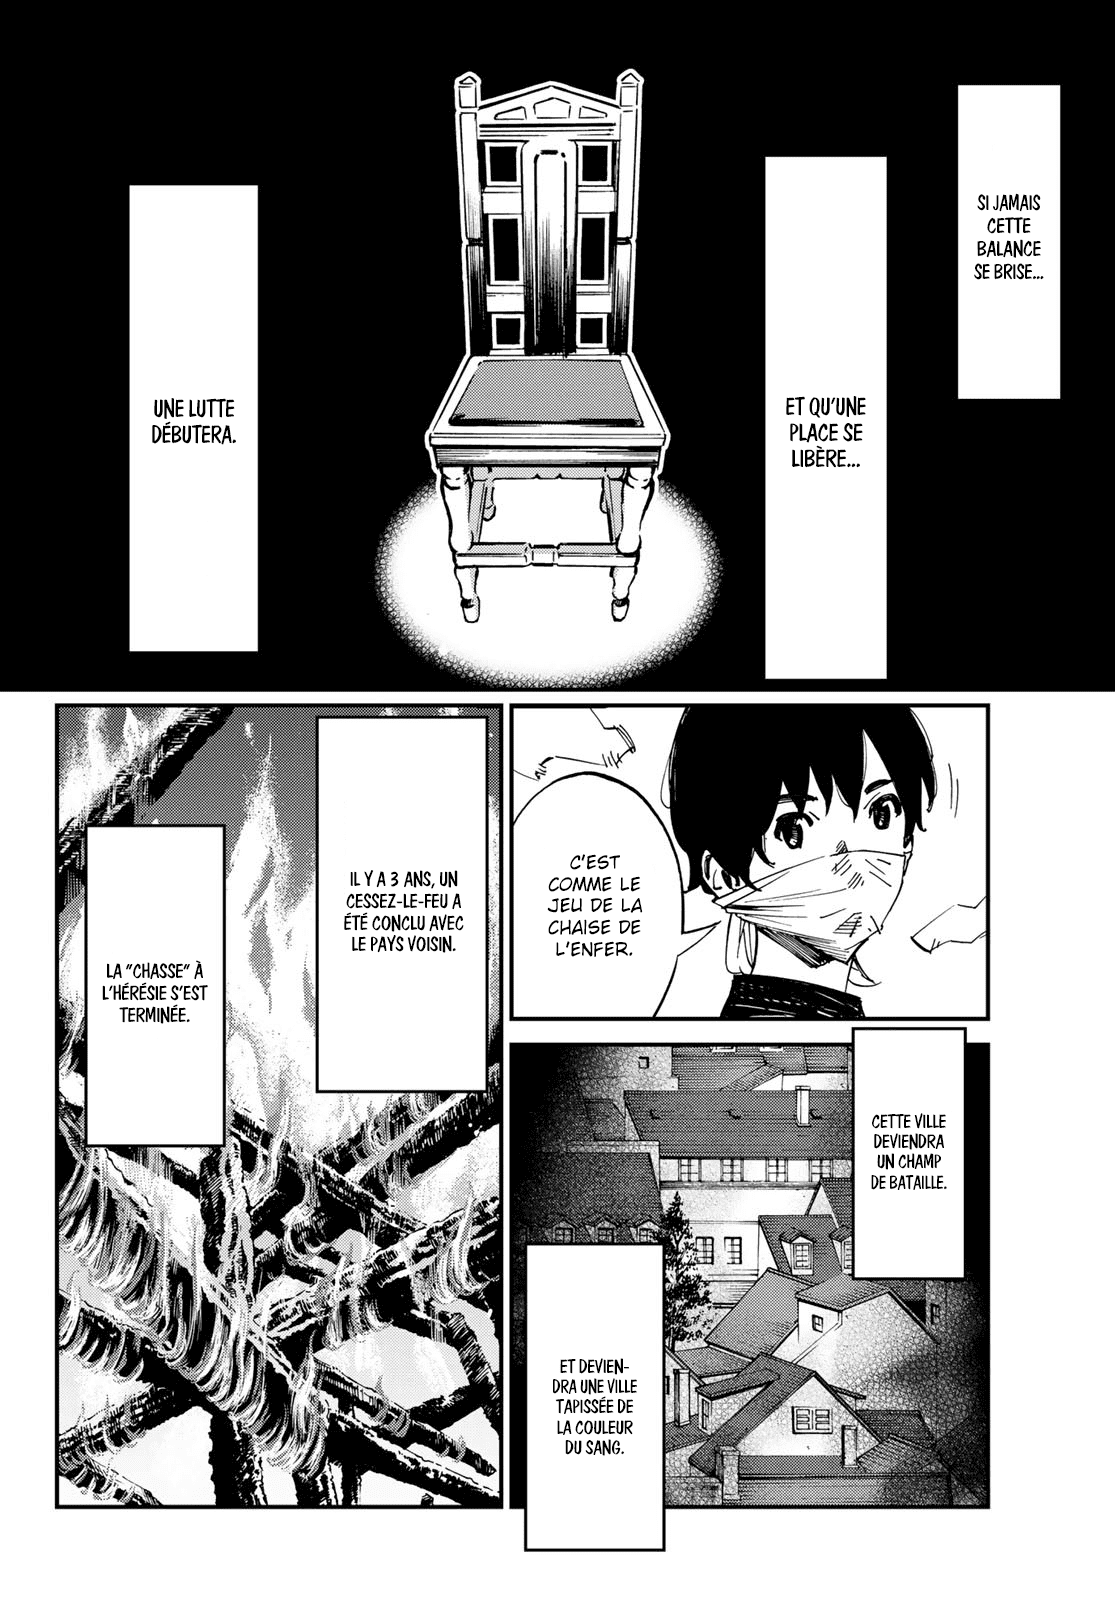 SI JAMAIS
CETTE
BALANCE
SE BRISE...
ET QU'UNE
PLACE SE
LIBÈRE...
UNE LUTTE
DÉBUTERA.
C'EST
COMME LE
JEU DE LA
CHAISE DE
L'ENFER.
CETTE VILLE
DEVIENDRA
UN CHAMP
DE BATAILLE.
ET DEVIEN-
DRA UNE VILLE
TAPISSÉE DE
LA COULEUR
DU SANG.
IL Y A 3 ANS, UN
CESSEZ-LE-FEU A
ÉTÉ CONCLU AVEC
LE PAYS VOISIN.
LA "CHASSE" À
L'HÉRÉSIE S'EST
TERMINÉE.